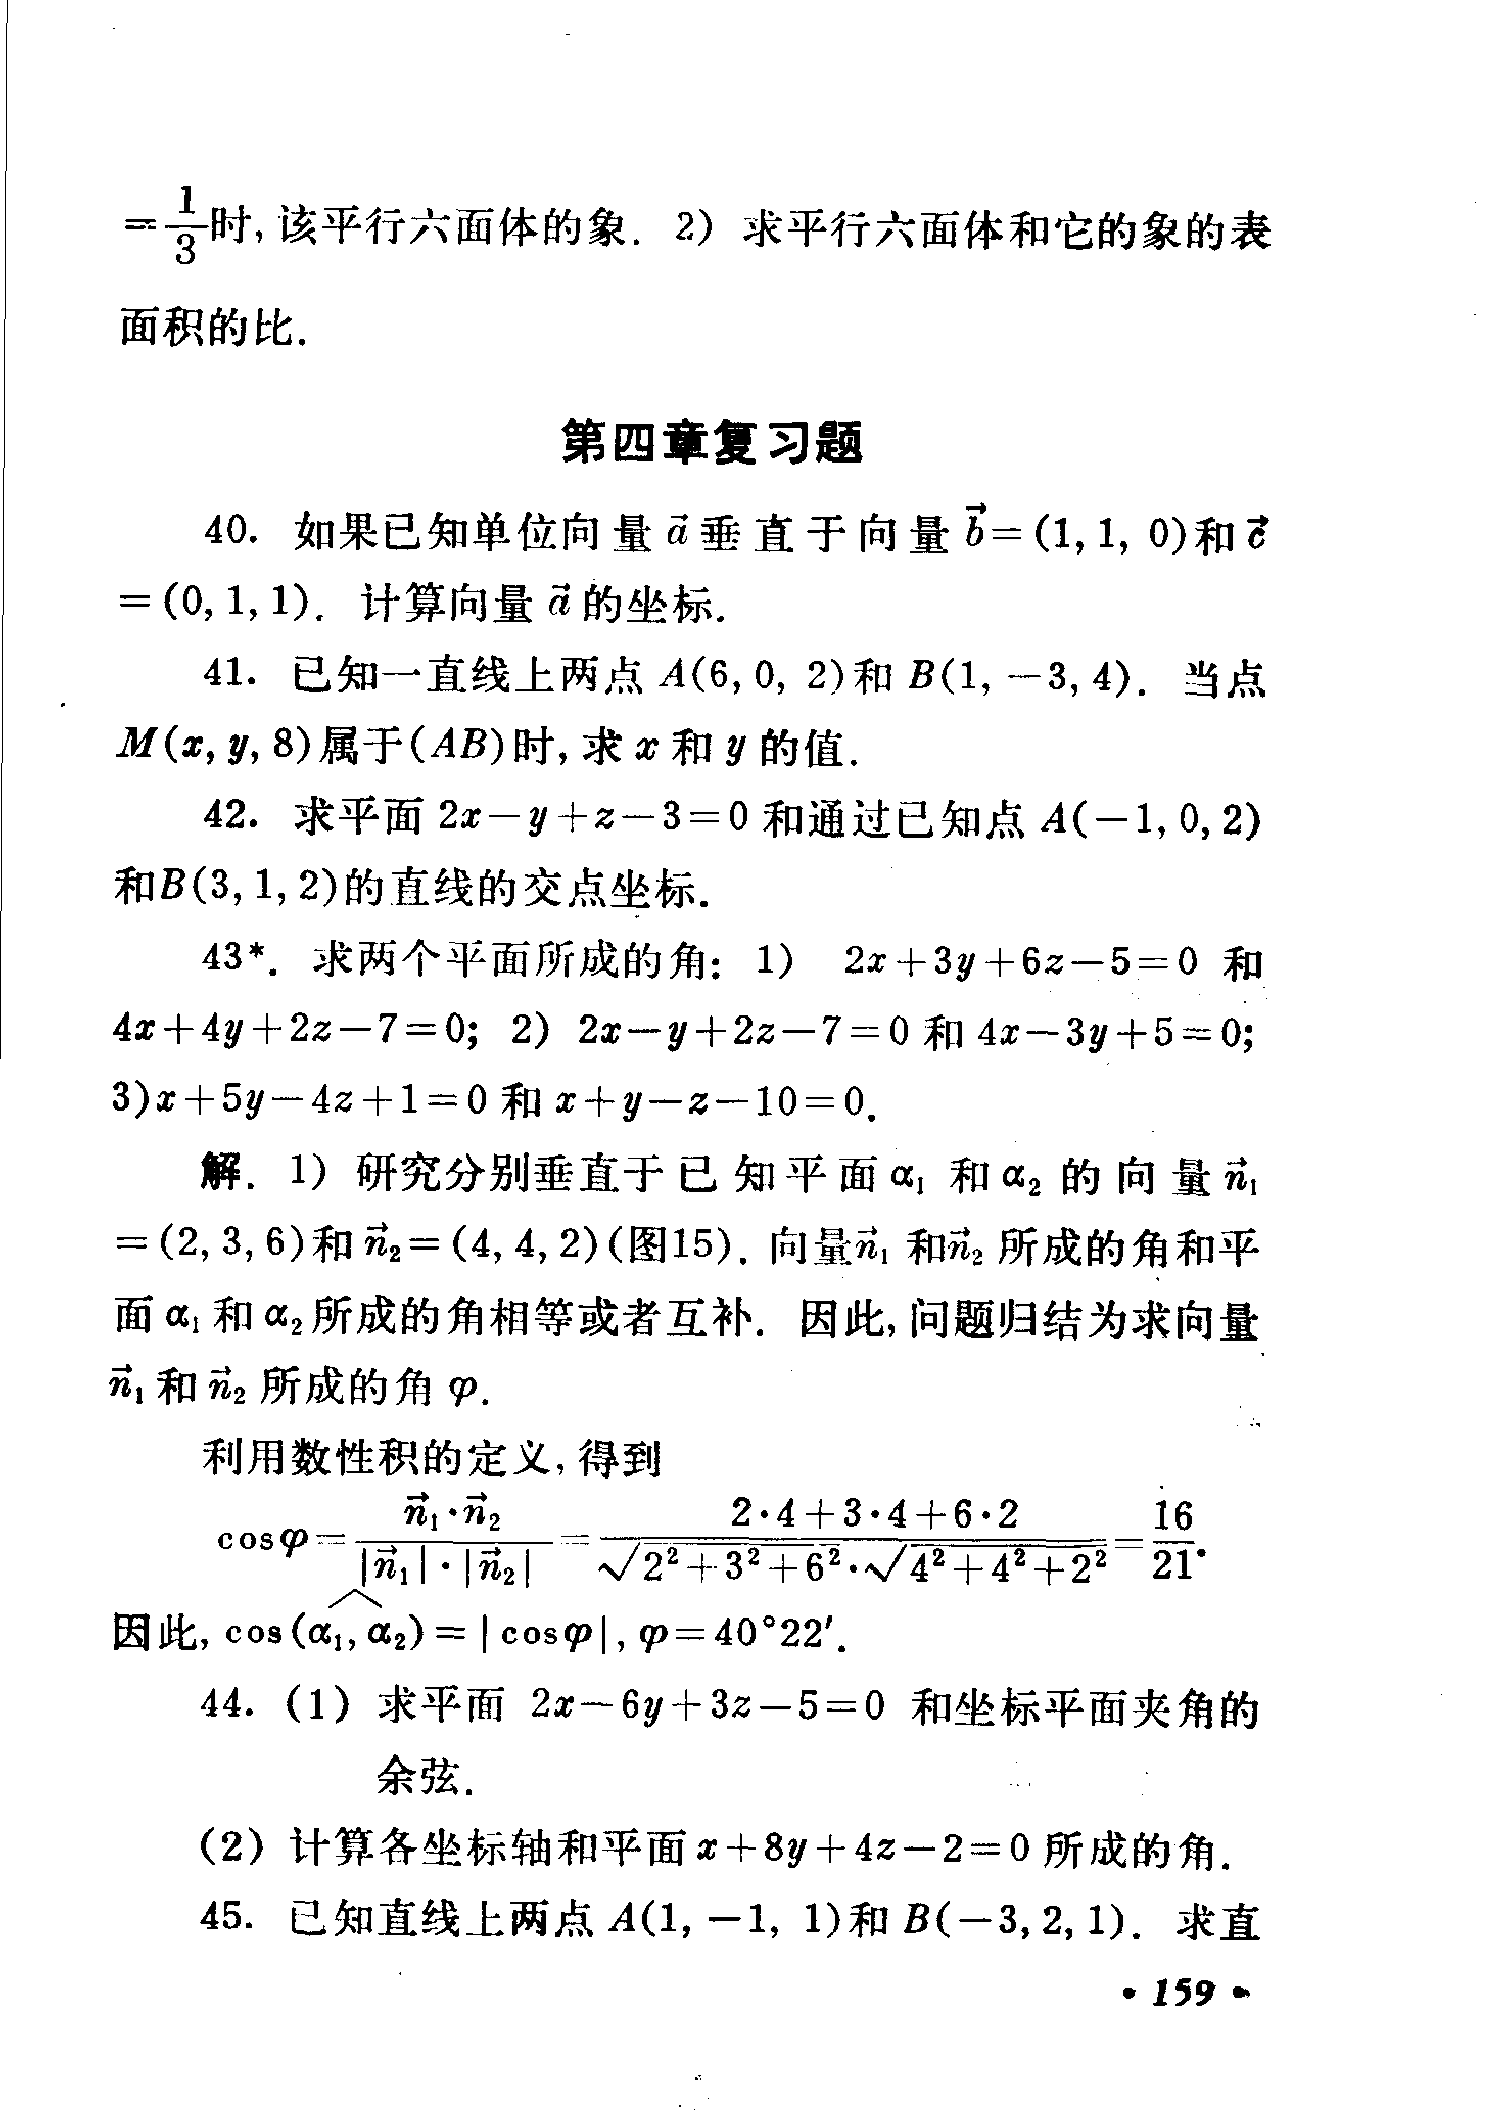 =1/3时,该平行六面体的象. 2) 求平行六面体和它的象的表
面积的比.
第四章复习题
40. 如果已知单位向量 a⃗ 垂直于向量 b⃗=(1, 1, 0)和 c⃗
=(0, 1, 1). 计算向量 a⃗ 的坐标.
41. 已知一直线上两点 A(6, 0, 2)和 B(1, −3, 4). 当点
M(x, y, 8)属于(AB)时, 求 x 和 y 的值.
42. 求平面 2x−y+z−3=0 和通过已知点 A(−1, 0, 2)
和B(3, 1, 2)的直线的交点坐标.
43*. 求两个平面所成的角: 1) 2x+3y+6z−5=0 和
4x+4y+2z−7=0; 2) 2x−y+2z−7=0 和 4x−3y+5=0;
3)x+5y−4z+1=0 和 x+y−z−10=0.
解. 1) 研究分别垂直于已知平面 α₁ 和 α₂ 的向量 n⃗₁
=(2, 3, 6)和 n⃗₂=(4, 4, 2)(图15). 向量n⃗₁ 和n⃗₂ 所成的角和平
面 α₁ 和 α₂ 所成的角相等或者互补. 因此, 问题归结为求向量
n⃗₁ 和 n⃗₂ 所成的角 φ.
利用数性积的定义, 得到
cosφ=(n⃗₁·n⃗₂)/(|n⃗₁|·|n⃗₂|)=(2·4+3·4+6·2)/(√(2²+3²+6²)·√(4²+4²+2²))=16/21.
因此, cos(α₁,^α₂)=|cosφ|, φ=40°22′.
44. (1) 求平面 2x−6y+3z−5=0 和坐标平面夹角的
余弦.
(2) 计算各坐标轴和平面 x+8y+4z−2=0 所成的角.
45. 已知直线上两点 A(1, −1, 1)和 B(−3, 2, 1). 求直
• 159 •